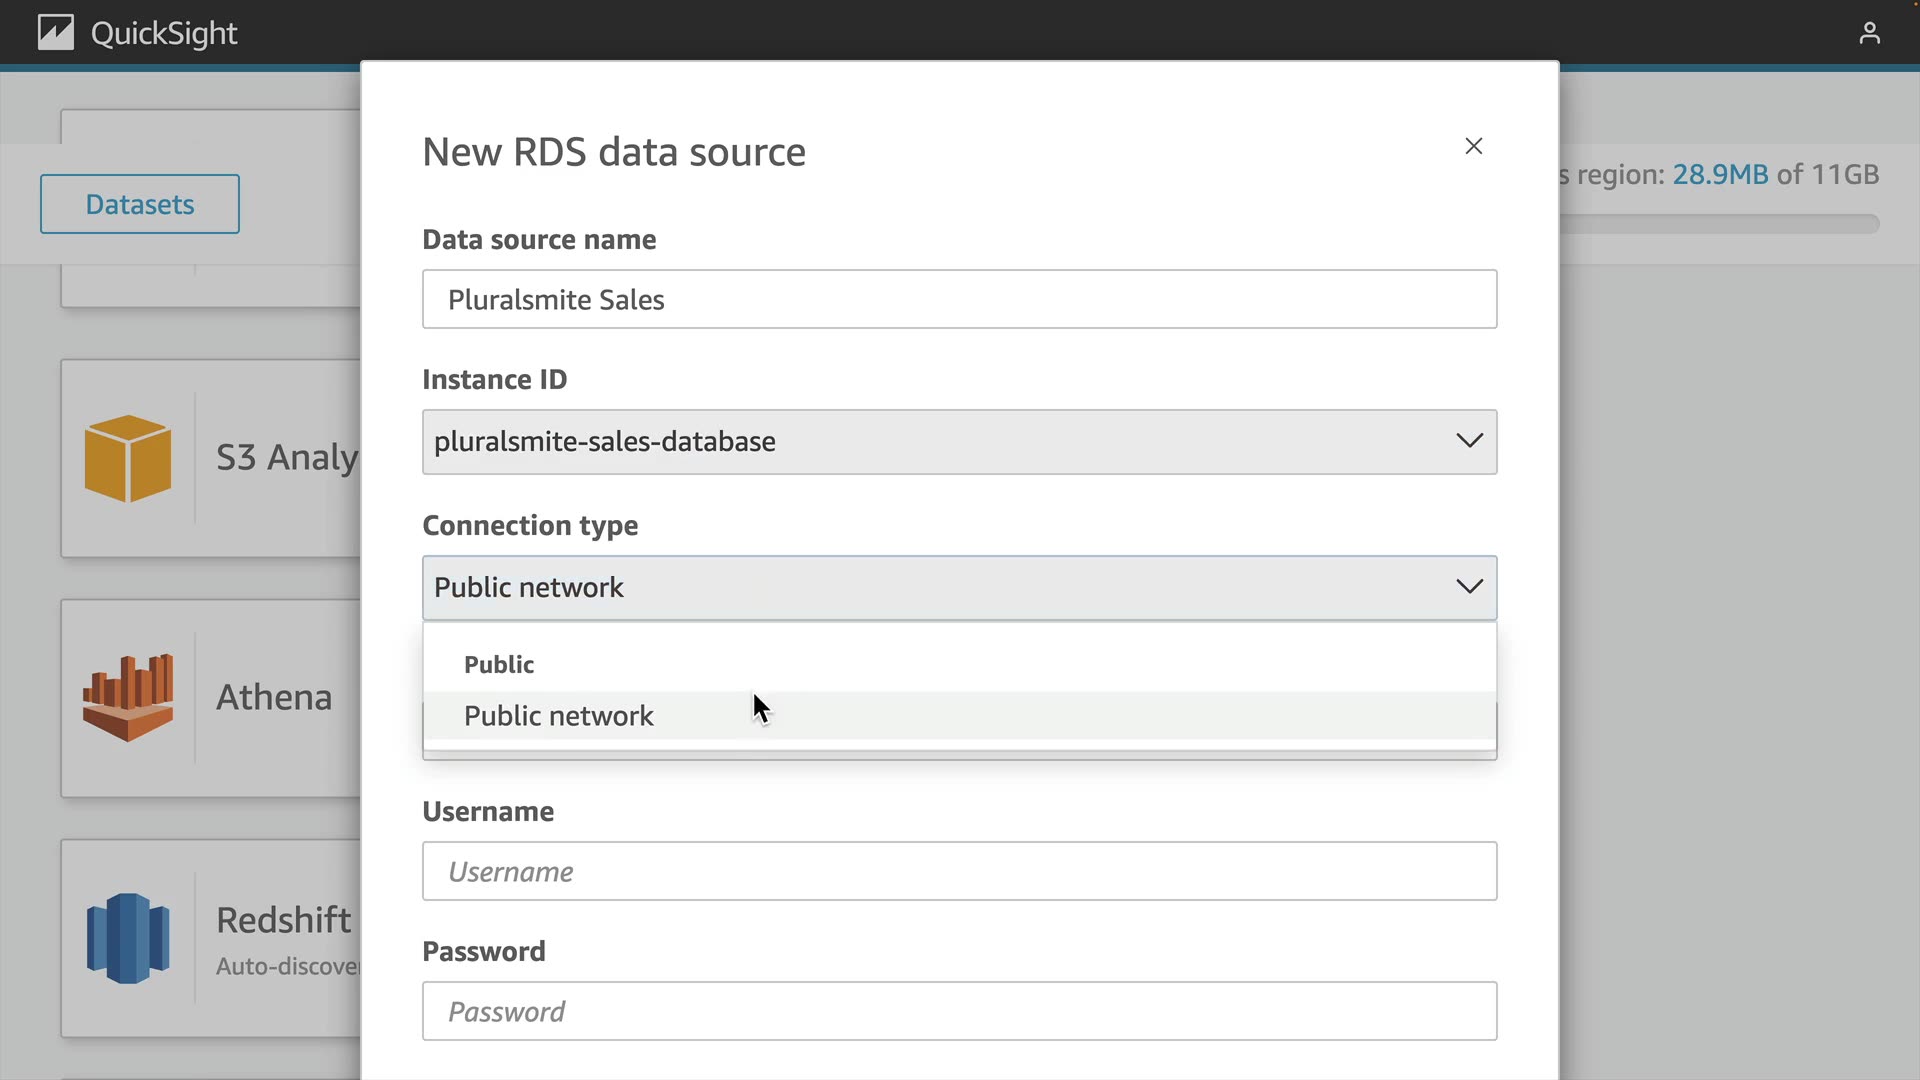 QuickSight
New RDS data source
s region: 28.9MB of 11GB
Datasets
Data source name
Pluralsmite Sales
Instance ID
pluralsmite-sales-database
S3 Analy
Connection type
Public network
Public
Public network
Athena
Username
Username
Redshift
Auto-discove
Password
Password